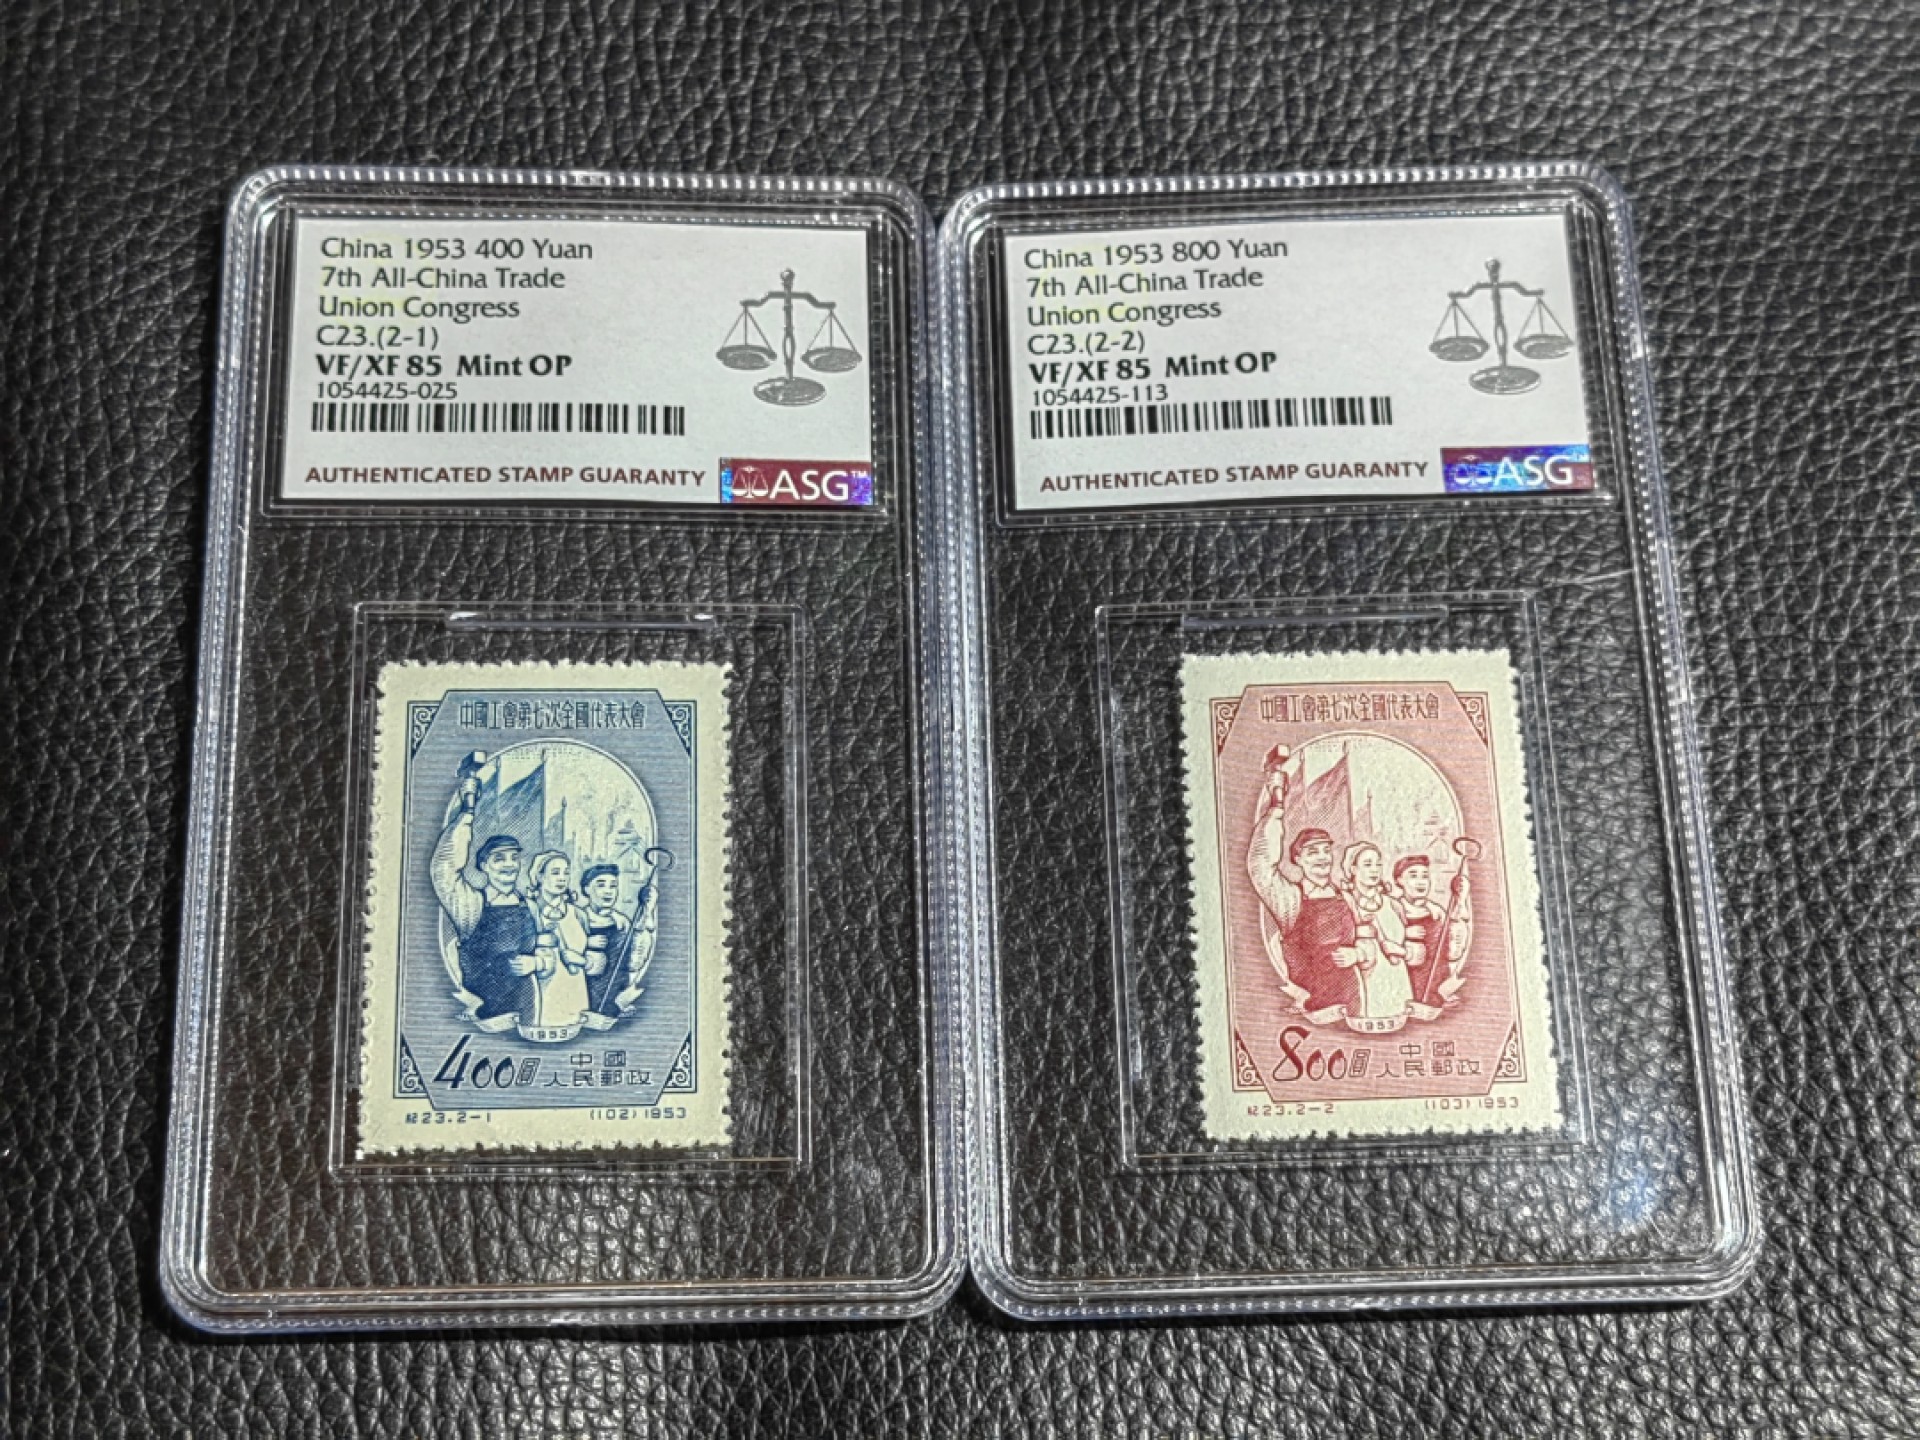 China 1953 400 Yuan
7th All-China Trade
Union Congress
C23.(2-1)
VF/XF 85 Mint OP
1054425-025
AUTHENTICATED STAMP GUARANTY
ASG™
中國工會第七次全國代表大會
1953
400圓
中國
人民郵政
紀23.2-1 (102) 1953
China 1953 800 Yuan
7th All-China Trade
Union Congress
C23.(2-2)
VF/XF 85 Mint OP
1054425-113
AUTHENTICATED STAMP GUARANTY
ASG™
中國工會第七次全國代表大會
1953
800圓
中國
人民郵政
紀23.2-2 (103) 1953